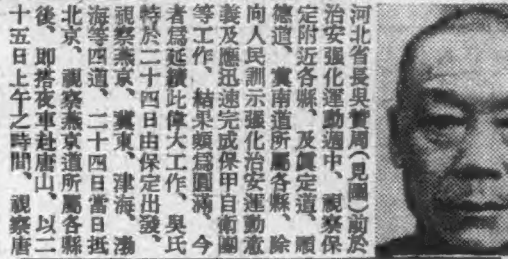 河北省長吳贊周(見圖)前於
治安强化運動週中、視察保
定附近各縣、及眞定道、順
德道、冀南道所屬各縣、除
向人民訓示强化治安運動意
義及應迅速完成保甲自衞團
等工作、結果頗爲圓滿、今
者爲延續此偉大工作、吳氏
特於二十四日由保定出發、
視察燕京、冀東、津海、渤
海等四道、二十四日當日抵
北京、視察燕京道所屬各縣
後、即搭夜車赴唐山、以二
十五日上午之時間、視察唐